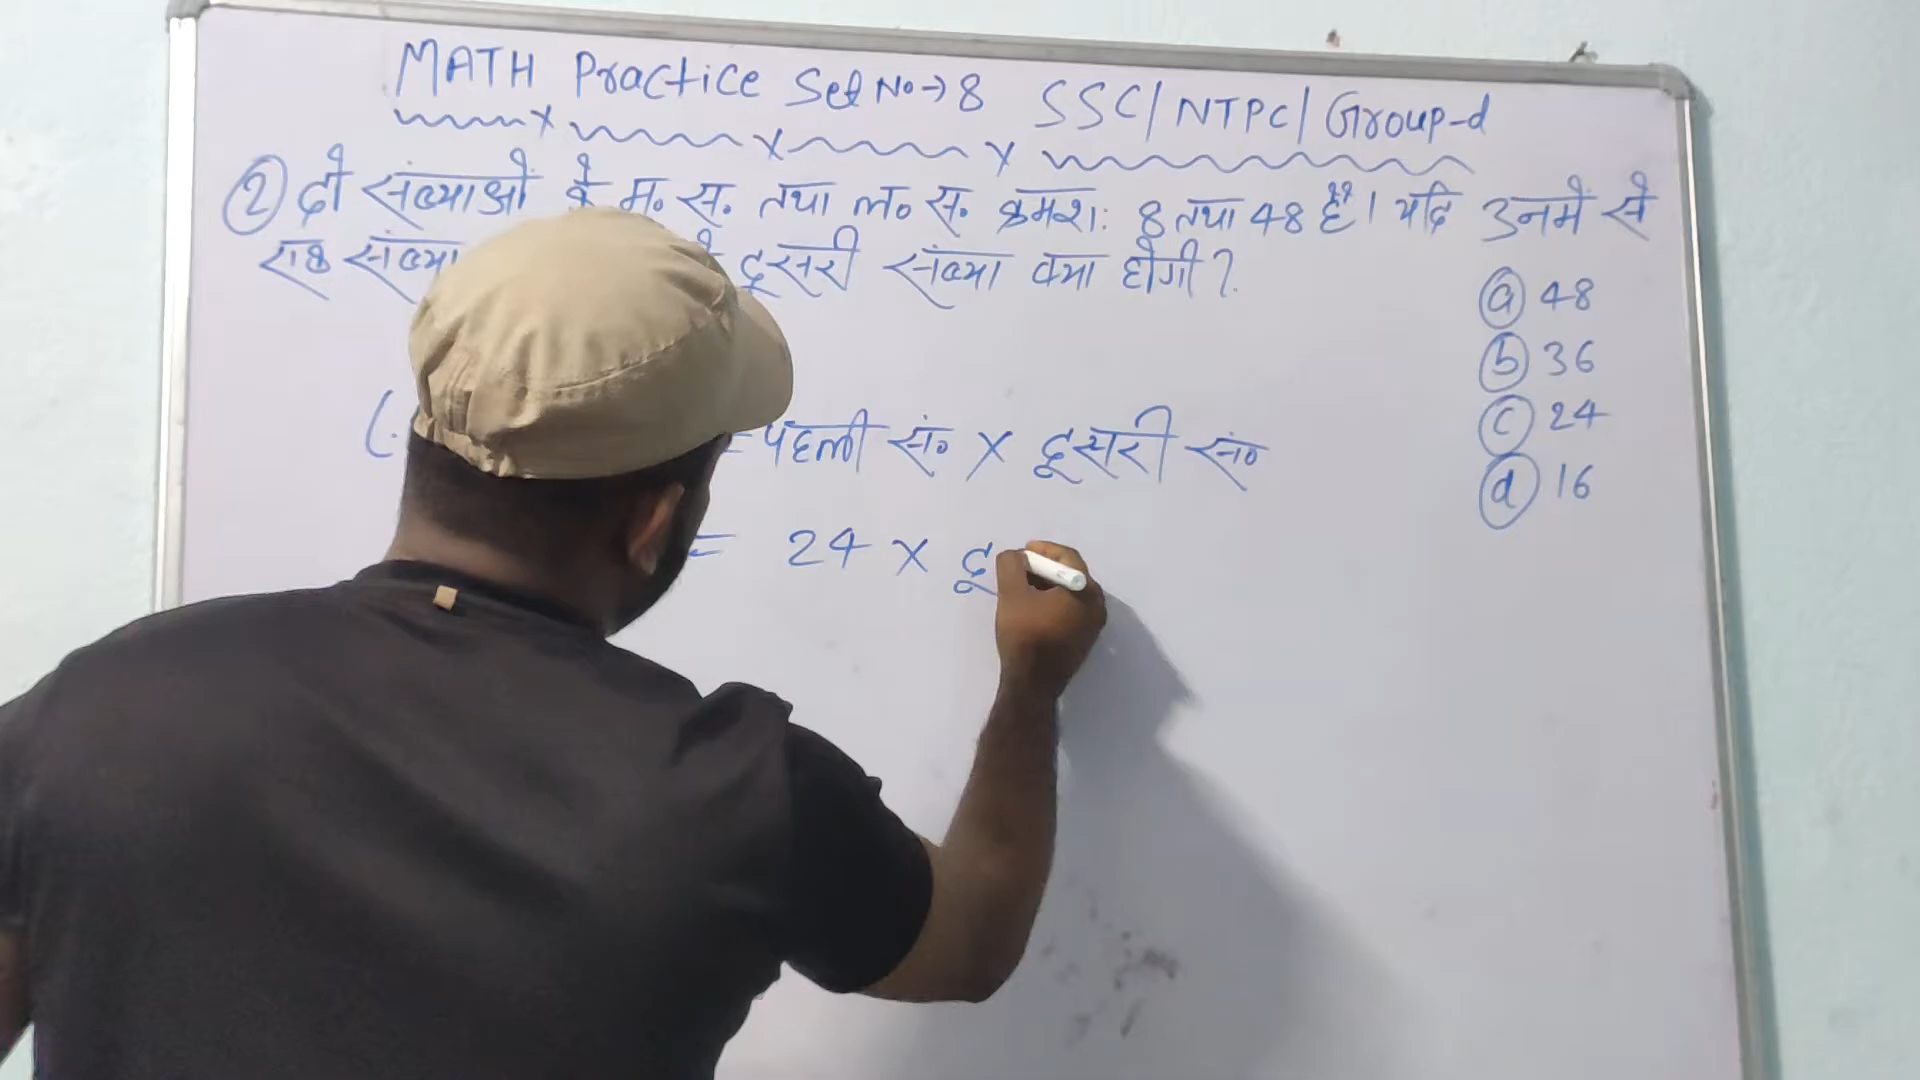 MATH Practice Set No→8 SSC/NTPC/Group-d
② दो संख्याओं के म० स० तथा ल० स० क्रमशः 8 तथा 48 हैं। यदि उनमें से
एक संख्या दूसरी संख्या क्या होगी?
ⓐ 48
ⓑ 36
ⓒ 24
ⓓ 16
= पहली सं० × दूसरी सं०
= 24 × दू